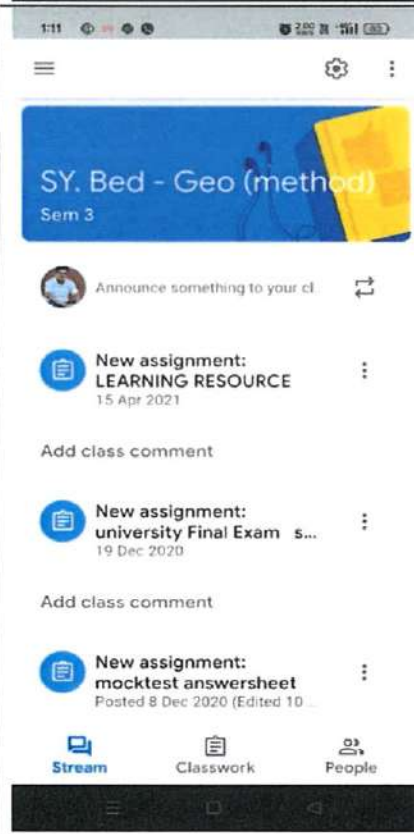 1:11
SY. Bed - Geo (method)
Sem 3
Announce something to your cl
New assignment:
LEARNING RESOURCE
15 Apr 2021
Add class comment
New assignment:
university Final Exam s...
19 Dec 2020
Add class comment
New assignment:
mocktest answersheet
Posted 8 Dec 2020 (Edited 10 ...
Stream Classwork People